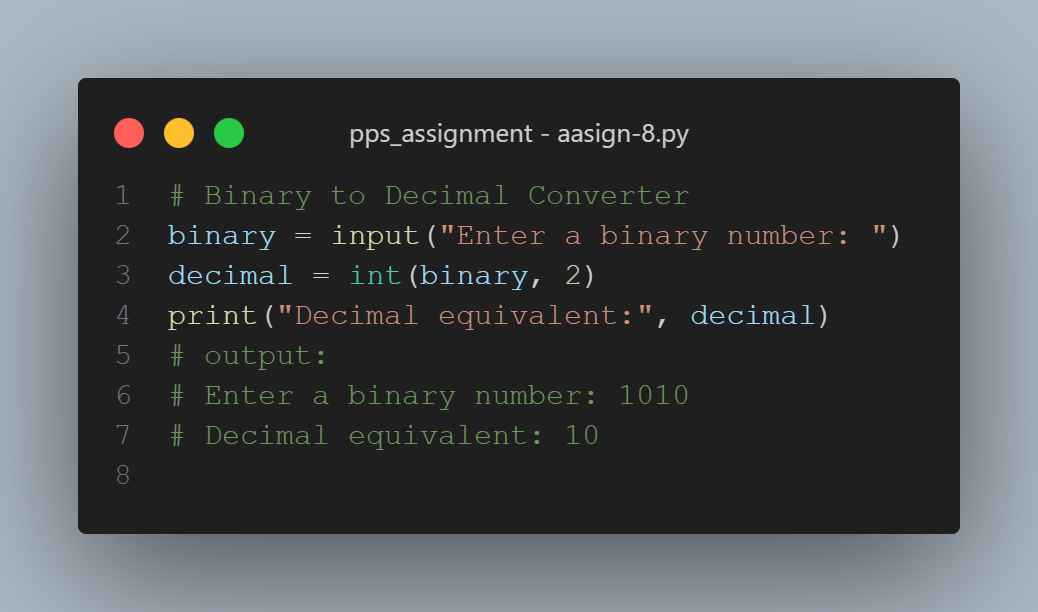 pps_assignment - aasign-8.py
1 # Binary to Decimal Converter
2 binary = input("Enter a binary number: ")
3 decimal = int(binary, 2)
4 print("Decimal equivalent:", decimal)
5 # output:
6 # Enter a binary number: 1010
7 # Decimal equivalent: 10
8